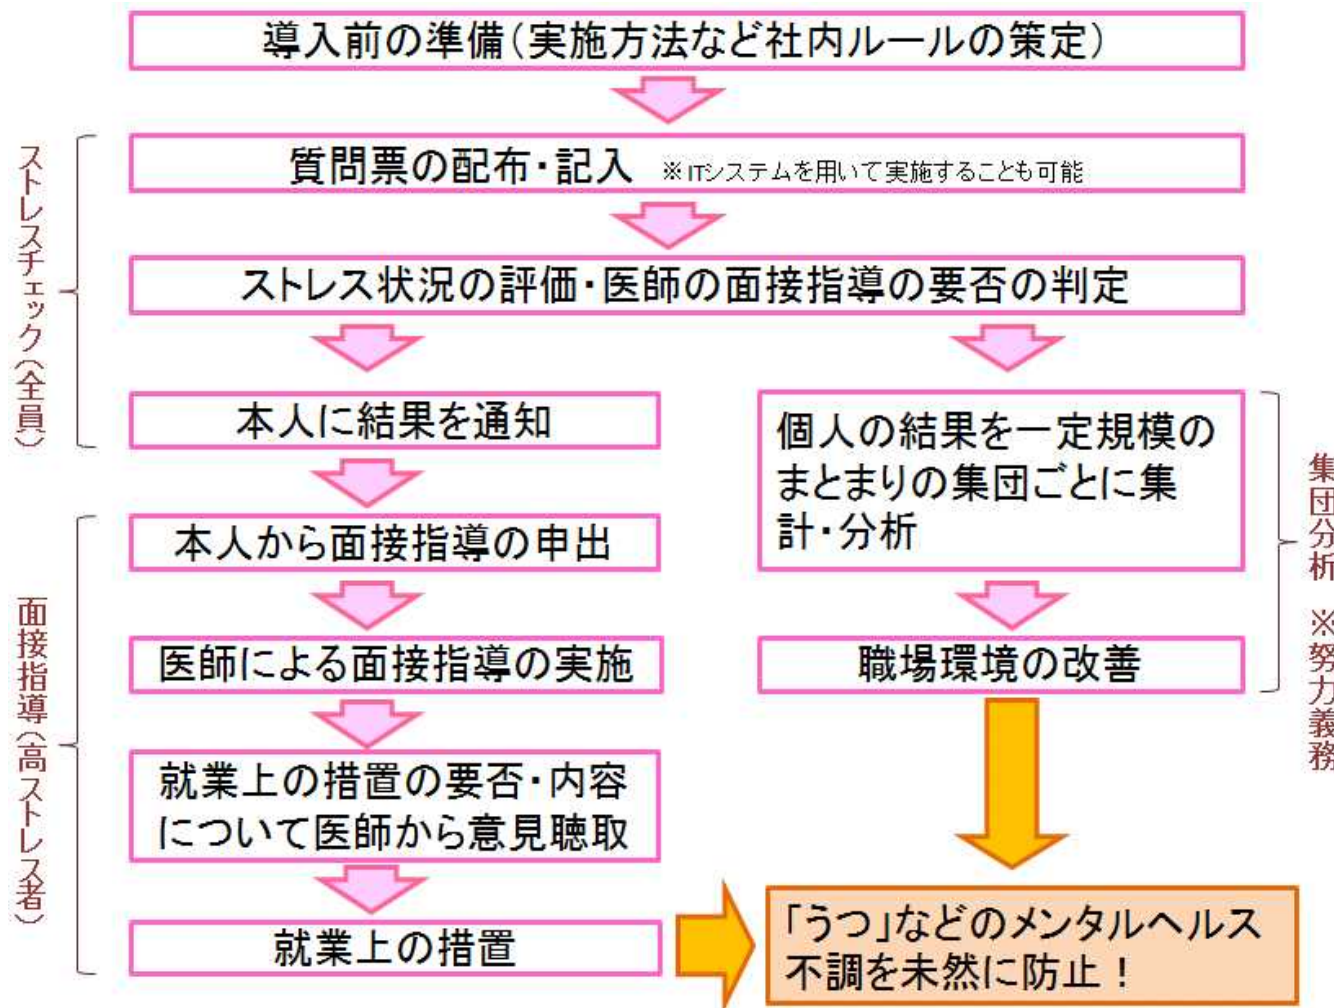 導入前の準備(実施方法など社内ルールの策定)
ストレスチェック(全員)
質問票の配布・記入 ※ITシステムを用いて実施することも可能
ストレス状況の評価・医師の面接指導の要否の判定
本人に結果を通知
面接指導(高ストレス者)
本人から面接指導の申出
医師による面接指導の実施
就業上の措置の要否・内容
について医師から意見聴取
就業上の措置
個人の結果を一定規模の
まとまりの集団ごとに集
計・分析
職場環境の改善
集団分析 ※努力義務
「うつ」などのメンタルヘルス
不調を未然に防止!